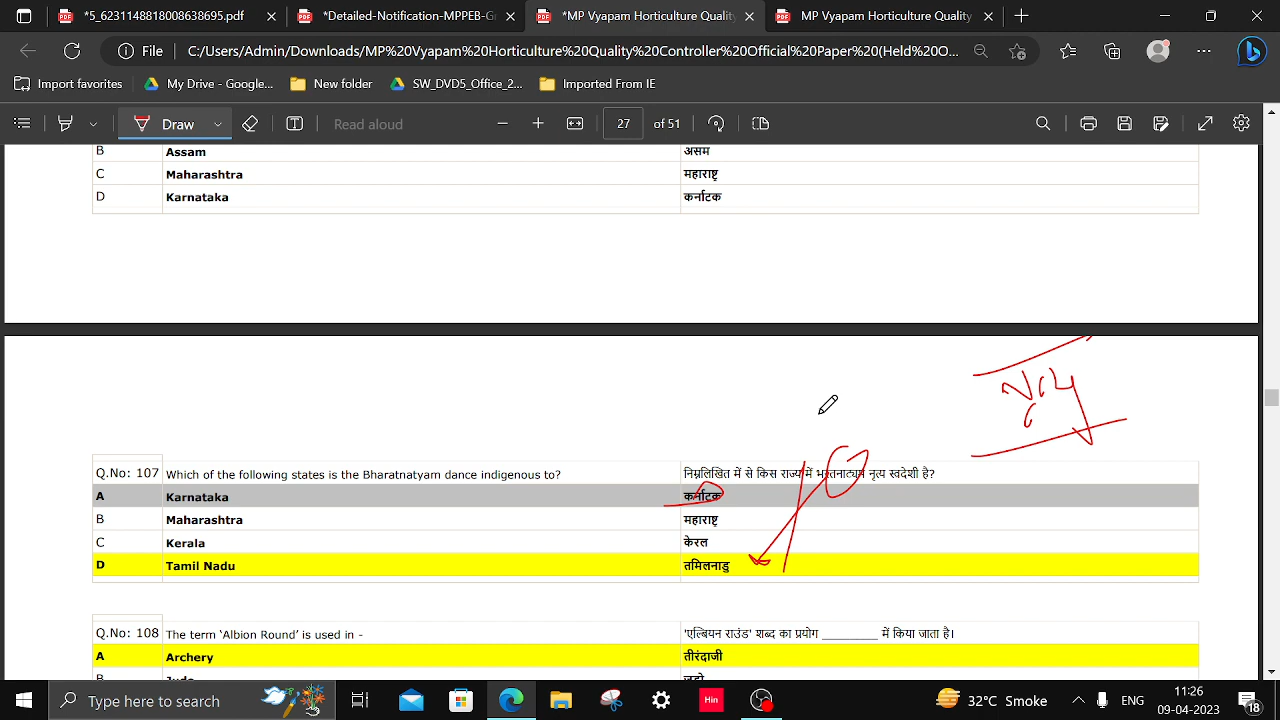 *5_6231148818008638695.pdf
*Detailed-Notification-MPPEB-G
*MP Vyapam Horticulture Quality
MP Vyapam Horticulture Quality C
File C:/Users/Admin/Downloads/MP%20Vyapam%20Horticulture%20Quality%20Controller%20Official%20Paper%20(Held%20O...
Import favorites My Drive - Google... New folder SW_DVD5_Office_2... Imported From IE
Draw Read aloud 27 of 51
B Assam असम
C Maharashtra महाराष्ट्र
D Karnataka कर्नाटक
Q.No: 107 Which of the following states is the Bharatnatyam dance indigenous to? निम्नलिखित में से किस राज्य में भरतनाट्यम नृत्य स्वदेशी है?
A Karnataka कर्नाटक
B Maharashtra महाराष्ट्र
C Kerala केरल
D Tamil Nadu तमिलनाडु
Q.No: 108 The term ‘Albion Round’ is used in - 'एल्बियन राउंड' शब्द का प्रयोग ________ में किया जाता है।
A Archery तीरंदाजी
B
Type here to search Hin 32°C Smoke ENG 11:26
09-04-2023 18